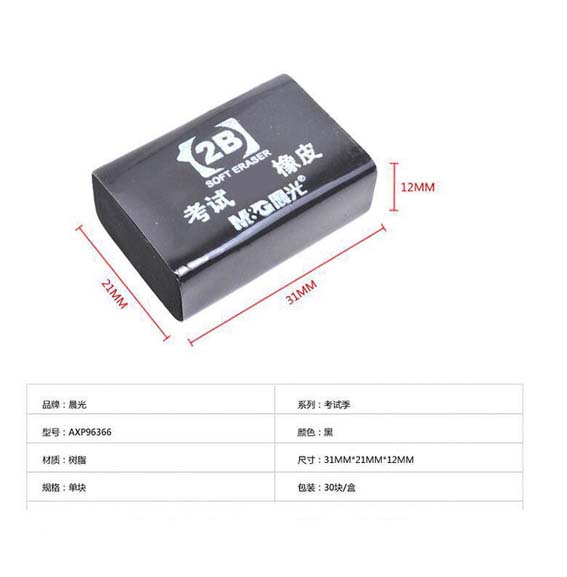 2B
SOFT ERASER
考试 橡皮
M&G晨光®
12MM
21MM
31MM
品牌：晨光 系列：考试季
型号：AXP96366 颜色：黑
材质：树脂 尺寸：31MM*21MM*12MM
规格：单块 包装：30块/盒